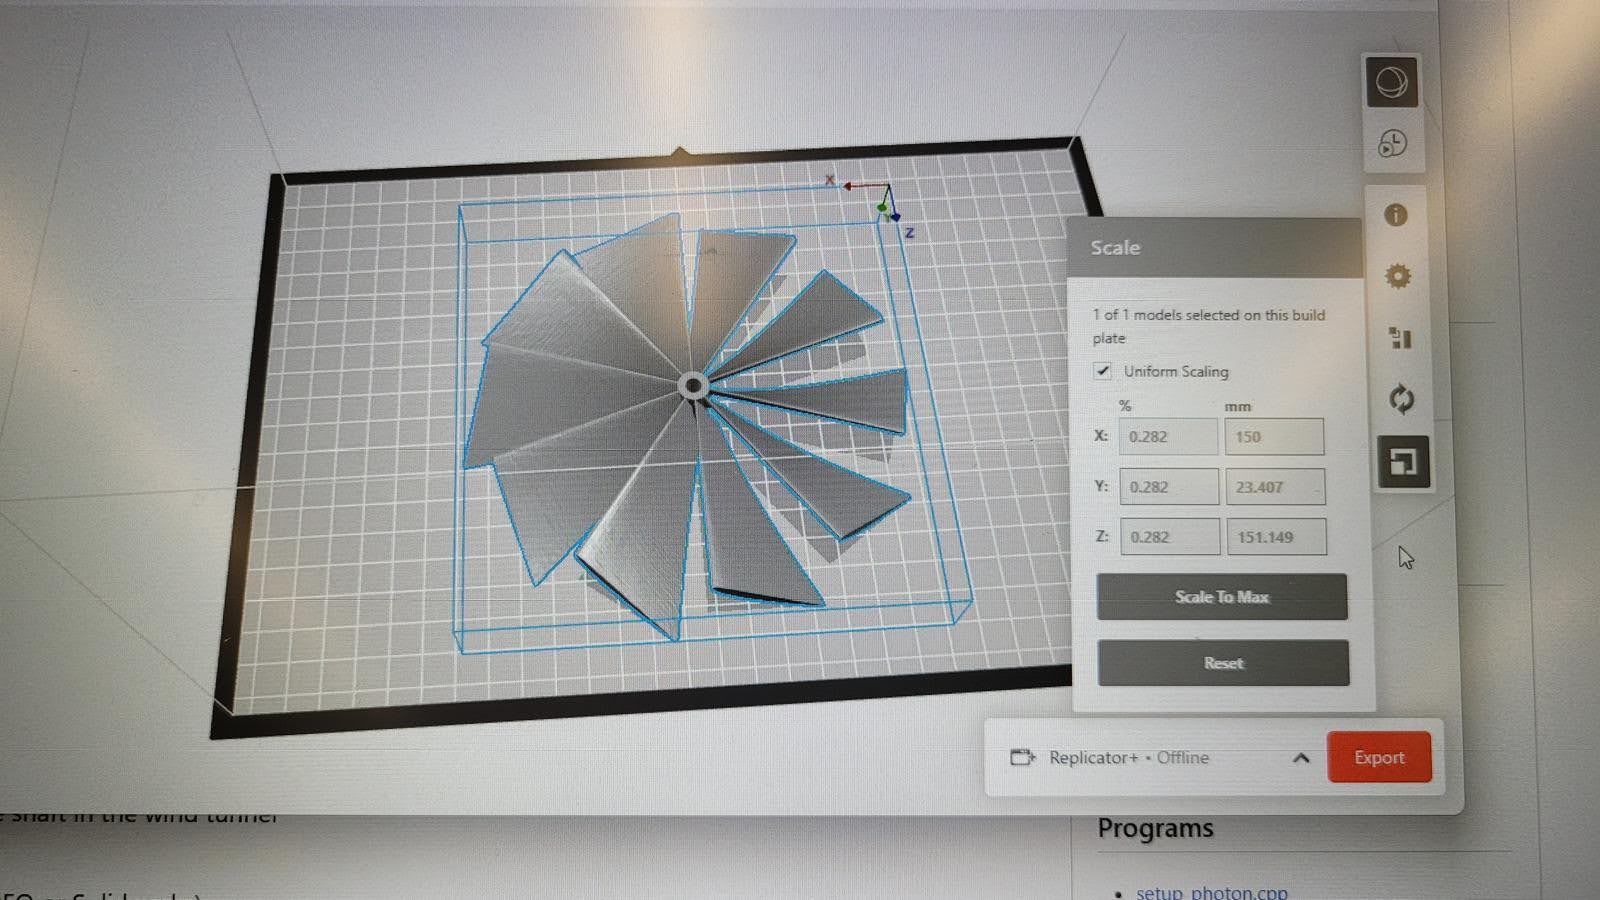 X
Y
Z
Scale
1 of 1 models selected on this build
plate
Uniform Scaling
% mm
X: 0.282 150
Y: 0.282 23.407
Z: 0.282 151.149
Scale To Max
Reset
Replicator+ • Offline
Export
shaft in the wind tunnel
Programs
• setup_photon.cpp